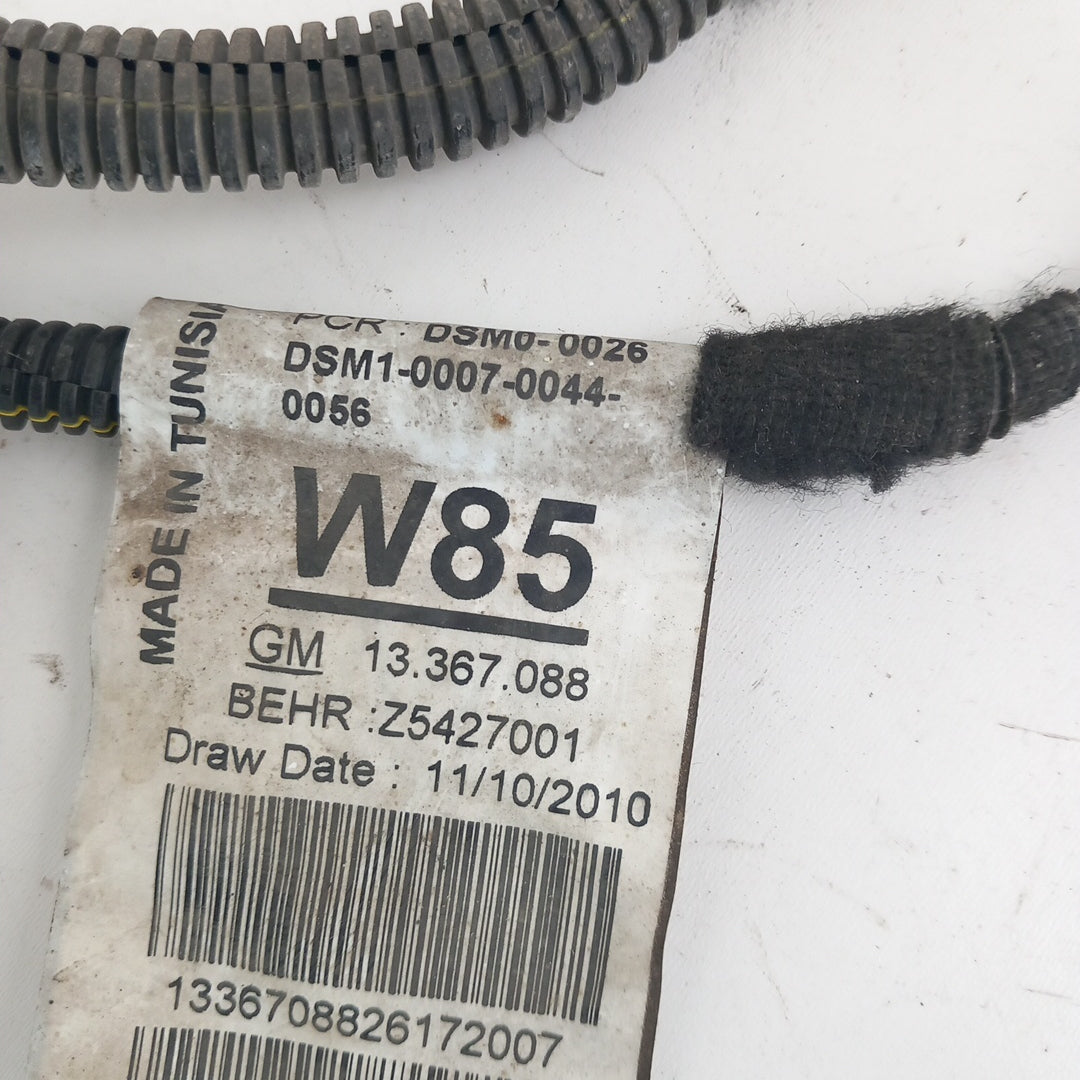 PCR : DSM0-0026
DSM1-0007-0044-
0056
MADE IN TUNISIA
W85
GM 13.367.088
BEHR :Z5427001
Draw Date : 11/10/2010
1336708826172007